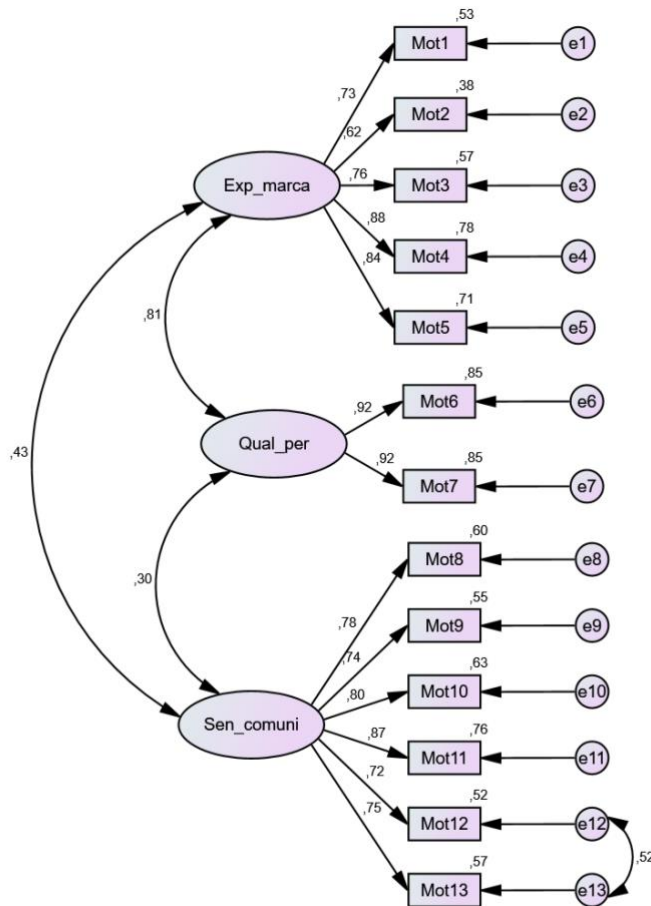 ,53
Mot1
e1
,73
,38
Mot2
e2
,62
,57
Exp_marca
,76
Mot3
e3
,88
,78
Mot4
e4
,84
,71
Mot5
e5
,81
,85
,92
Mot6
e6
Qual_per
,43
,92
,85
Mot7
e7
,60
Mot8
e8
,30
,78
,55
Mot9
e9
,74
,63
,80
Mot10
e10
Sen_comuni
,87
,76
Mot11
e11
,72
,52
Mot12
e12
,75
,57
,52
Mot13
e13